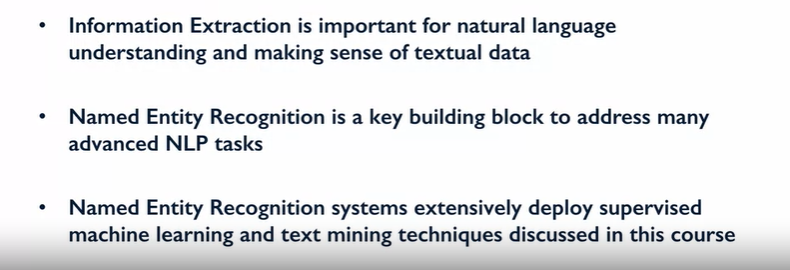 • Information Extraction is important for natural language
understanding and making sense of textual data
• Named Entity Recognition is a key building block to address many
advanced NLP tasks
• Named Entity Recognition systems extensively deploy supervised
machine learning and text mining techniques discussed in this course